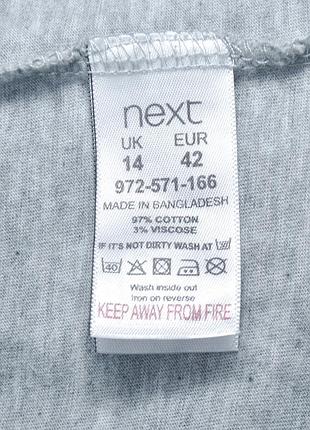 next
UK EUR
14 42
972-571-166
MADE IN BANGLADESH
97% COTTON
3% VISCOSE
IF IT'S NOT DIRTY WASH AT
40
Wash inside out
Iron on reverse
KEEP AWAY FROM FIRE